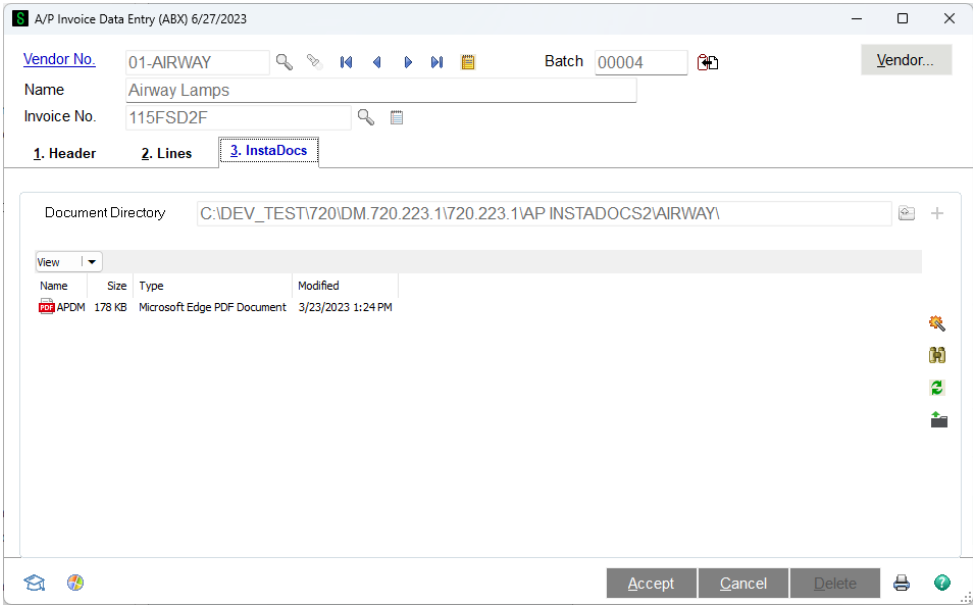 S A/P Invoice Data Entry (ABX) 6/27/2023
Vendor No. 01-AIRWAY Batch 00004 Vendor...
Name Airway Lamps
Invoice No. 115FSD2F
1. Header 2. Lines 3. InstaDocs
Document Directory C:\DEV_TEST\720\DM.720.223.1\720.223.1\AP INSTADOCS2\AIRWAY\
View
Name Size Type Modified
PDF APDM 178 KB Microsoft Edge PDF Document 3/23/2023 1:24 PM
Accept Cancel Delete